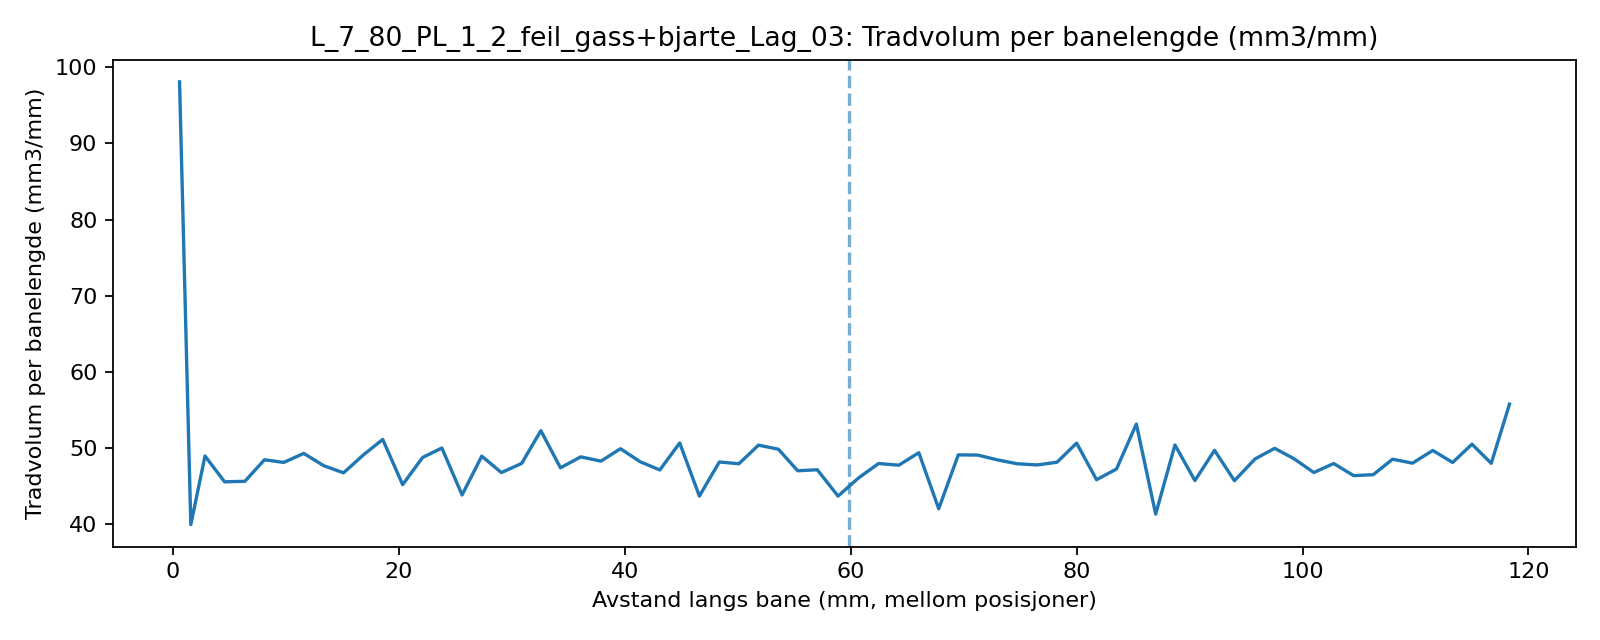 L_7_80_PL_1_2_feil_gass+bjarte_Lag_03: Tradvolum per banelengde (mm3/mm)
Tradvolum per banelengde (mm3/mm)
100
90
80
70
60
50
40
0 20 40 60 80 100 120
Avstand langs bane (mm, mellom posisjoner)